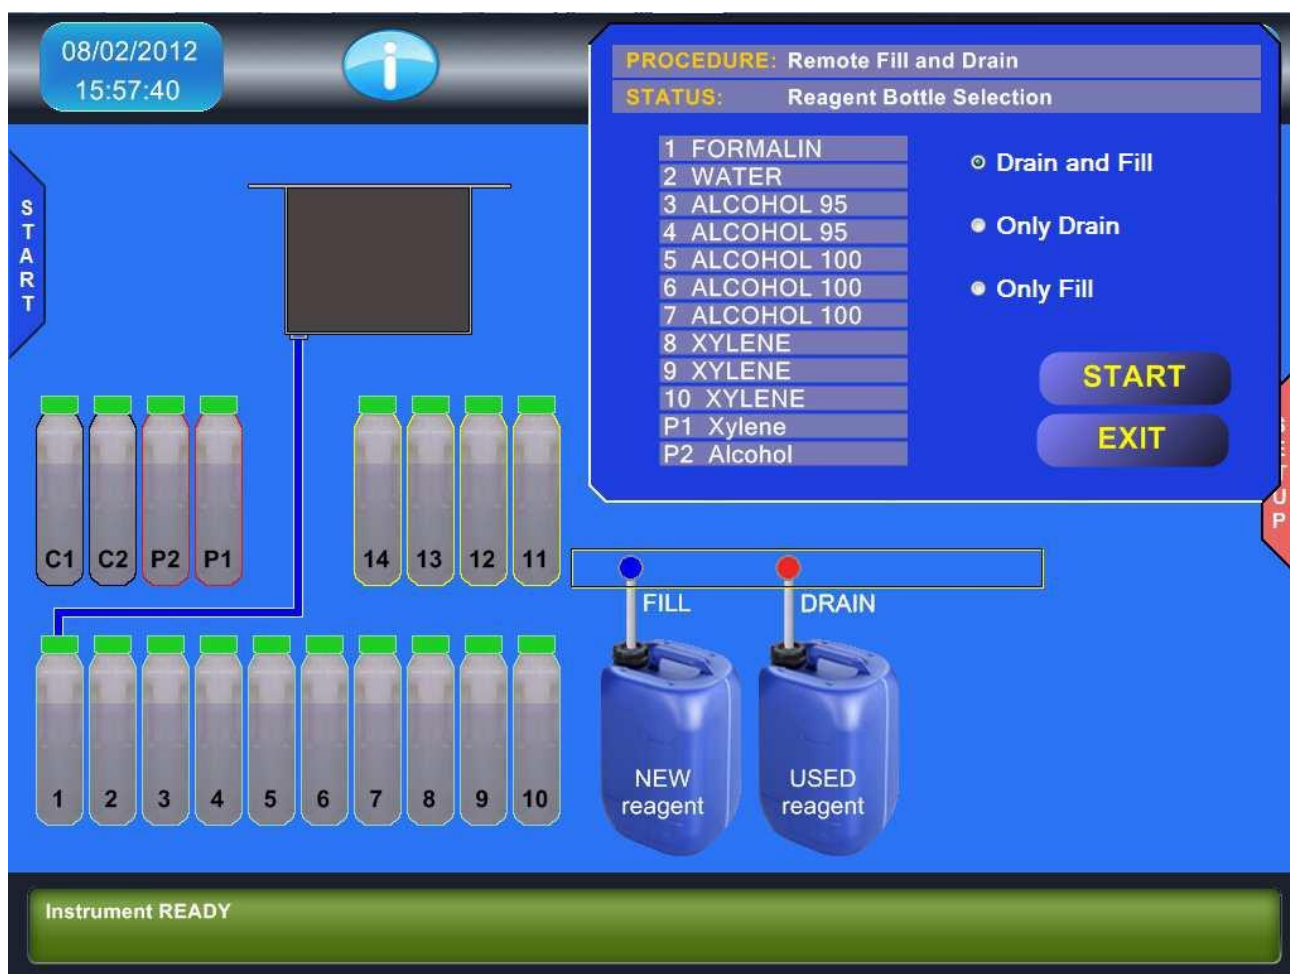 08/02/2012
15:57:40
i
PROCEDURE: Remote Fill and Drain
STATUS: Reagent Bottle Selection
1 FORMALIN
2 WATER
3 ALCOHOL 95
4 ALCOHOL 95
5 ALCOHOL 100
6 ALCOHOL 100
7 ALCOHOL 100
8 XYLENE
9 XYLENE
10 XYLENE
P1 Xylene
P2 Alcohol
Drain and Fill
Only Drain
Only Fill
START
EXIT
START
UP
C1 C2 P2 P1
14 13 12 11
FILL
DRAIN
1 2 3 4 5 6 7 8 9 10
NEW
reagent
USED
reagent
Instrument READY